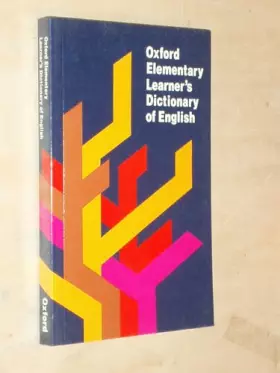 Oxford
Elementary
Learner's
Dictionary
of English
Oxford Elementary
Learner's Dictionary
of English
Oxford